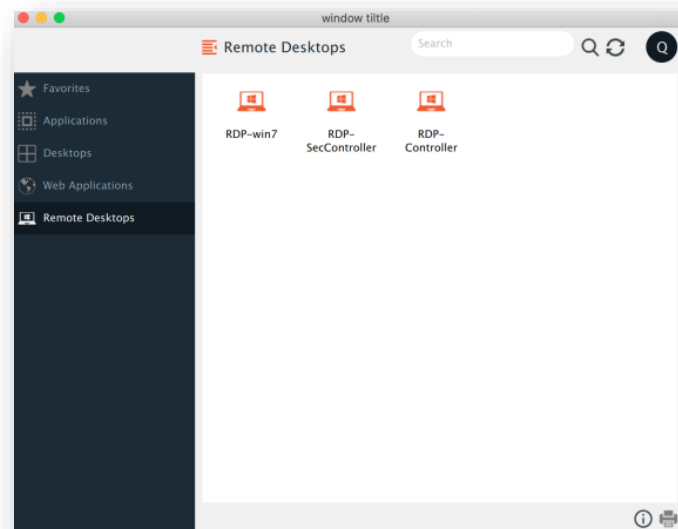 window tiltle
Remote Desktops
Search
Q
Favorites
Applications
Desktops
Web Applications
Remote Desktops
RDP-win7
RDP-
SecController
RDP-
Controller